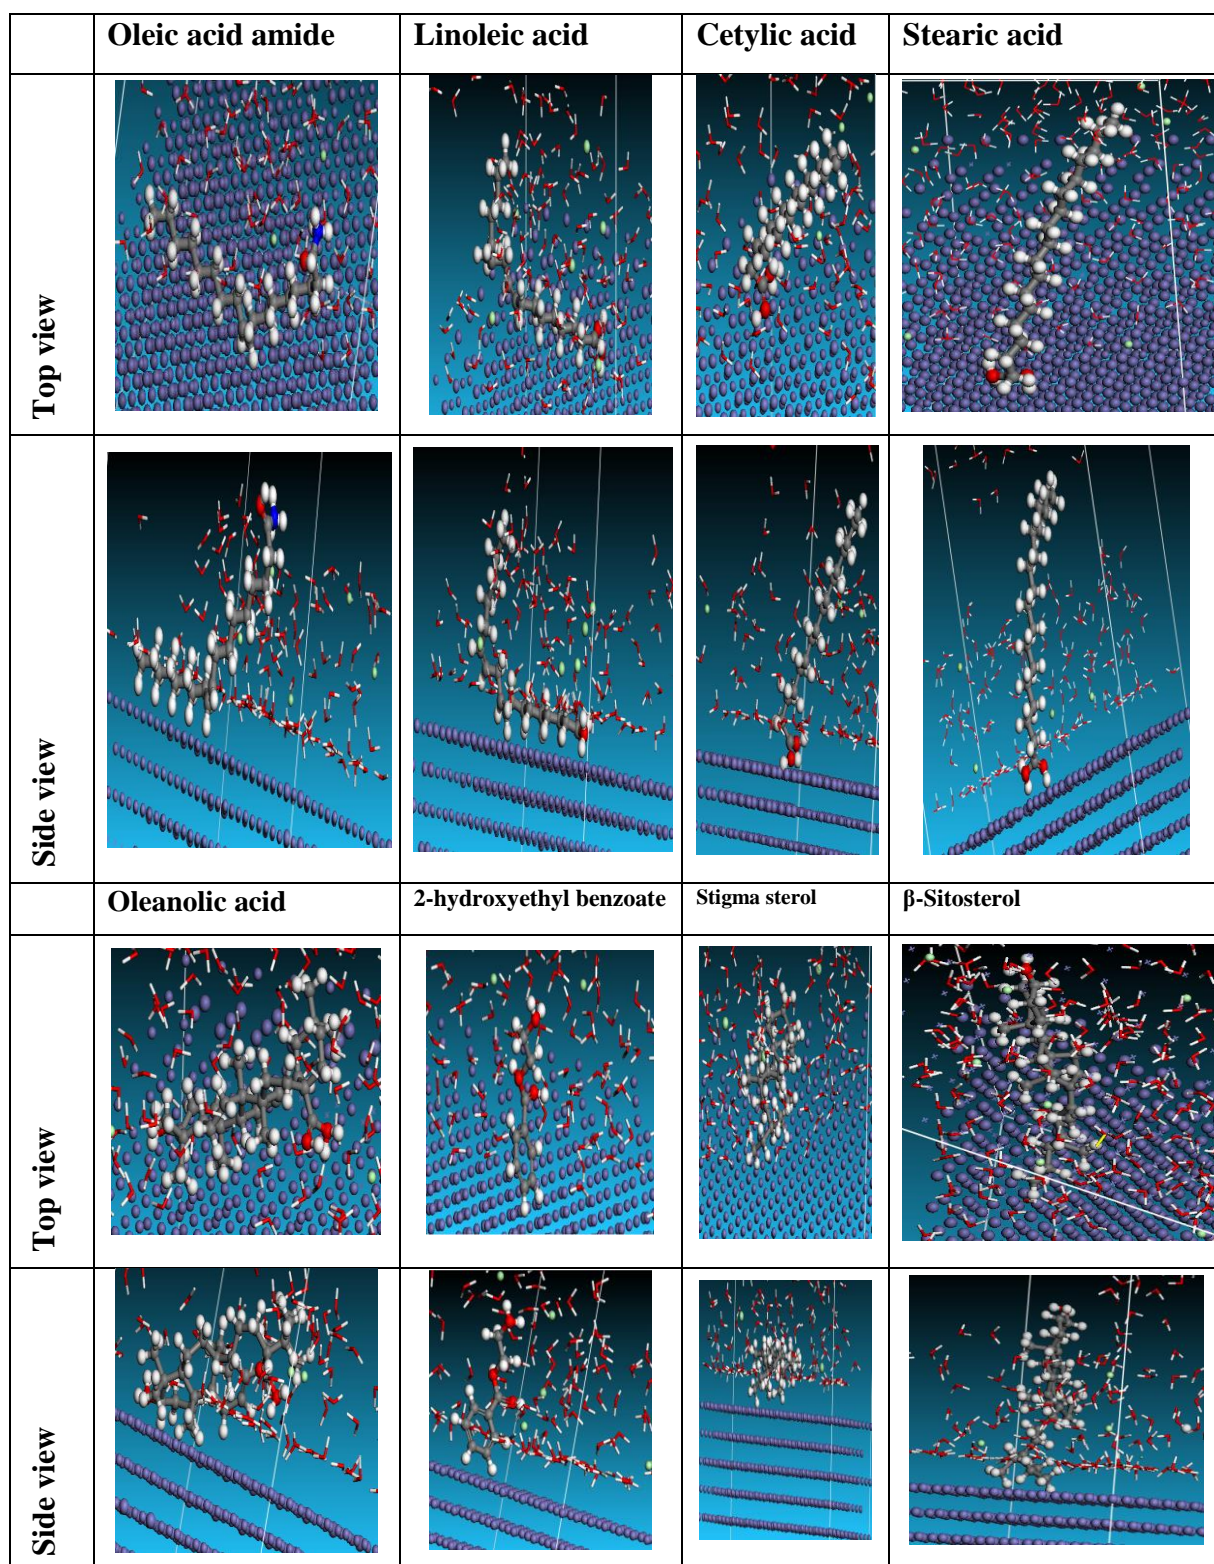 Oleic acid amide
Linoleic acid
Cetylic acid
Stearic acid
Top view
Side view
Oleanolic acid
2-hydroxyethyl benzoate
Stigma sterol
β-Sitosterol
Top view
Side view